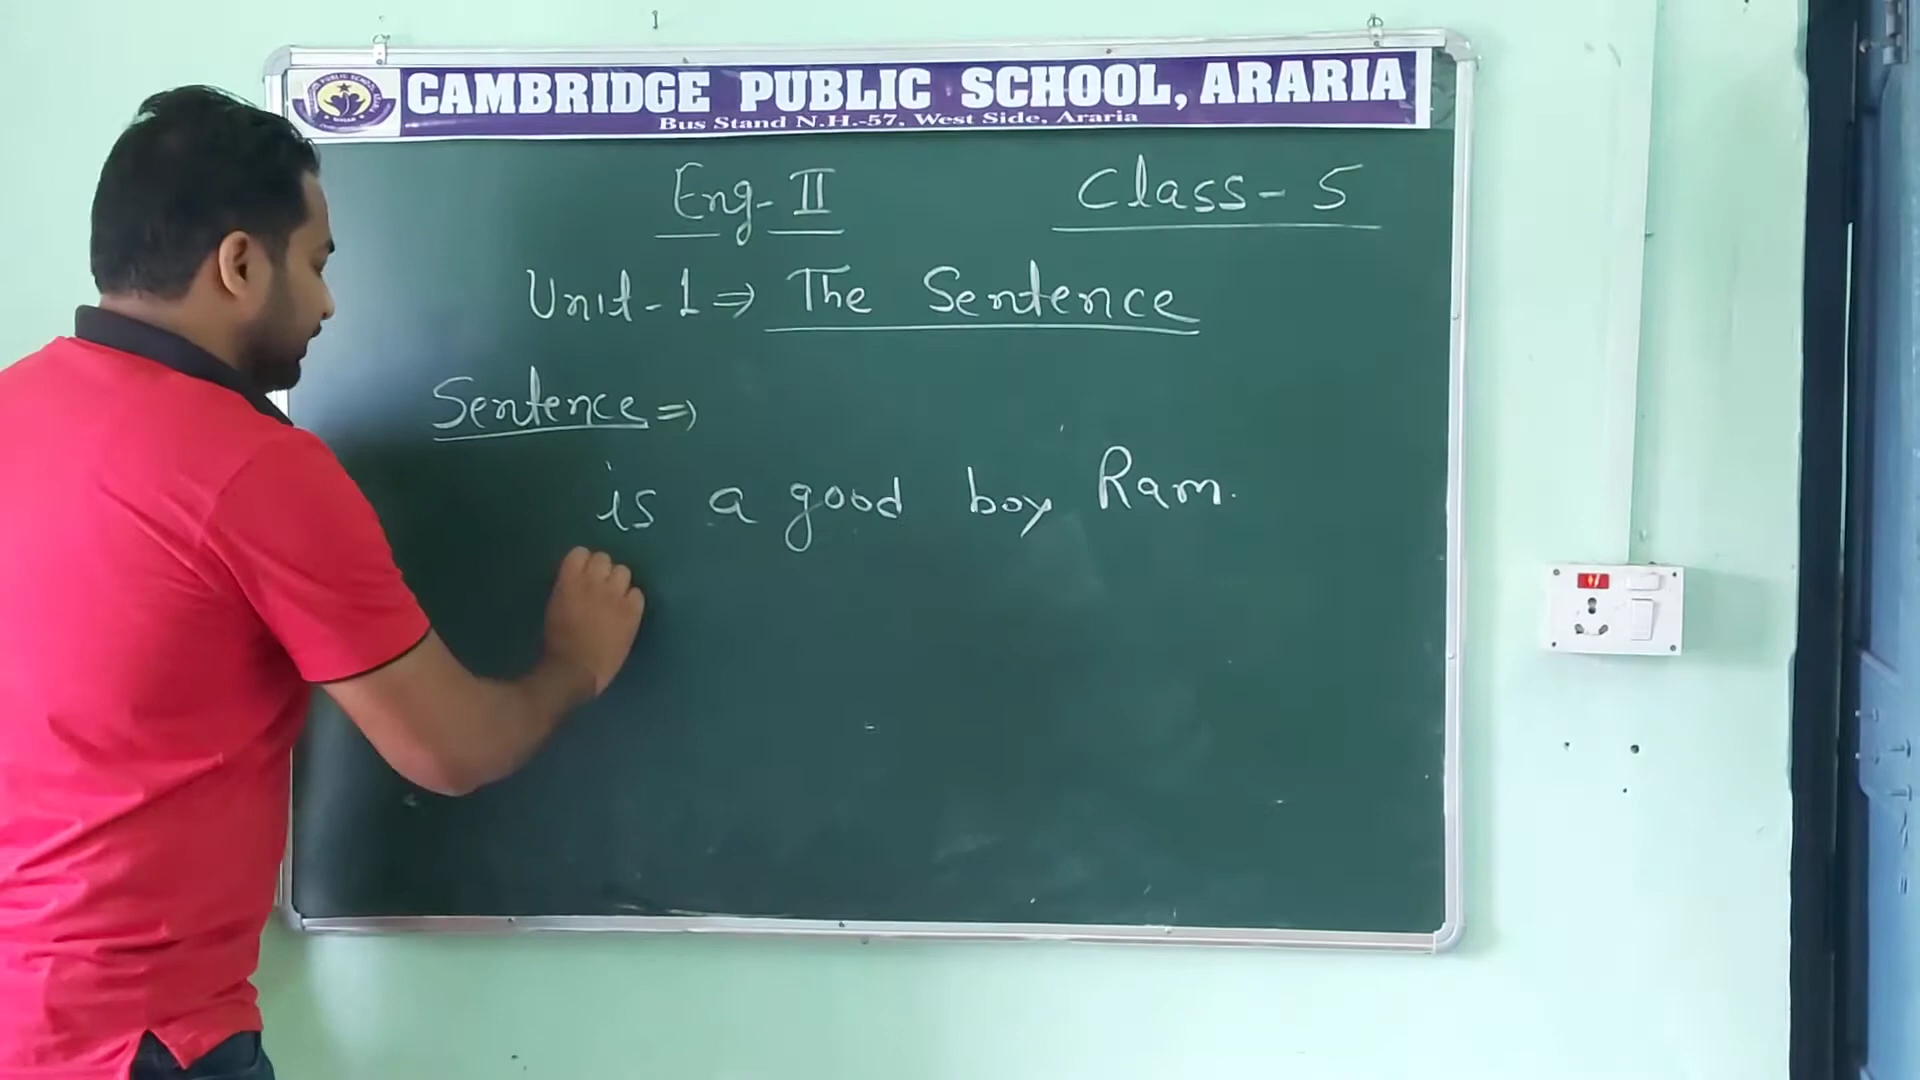 CAMBRIDGE PUBLIC SCHOOL, ARARIA
Bus Stand N.H.-57, West Side, Araria
Eng-II Class-5
Unit-1⇒ The Sentence
Sentence⇒
is a good boy Ram.